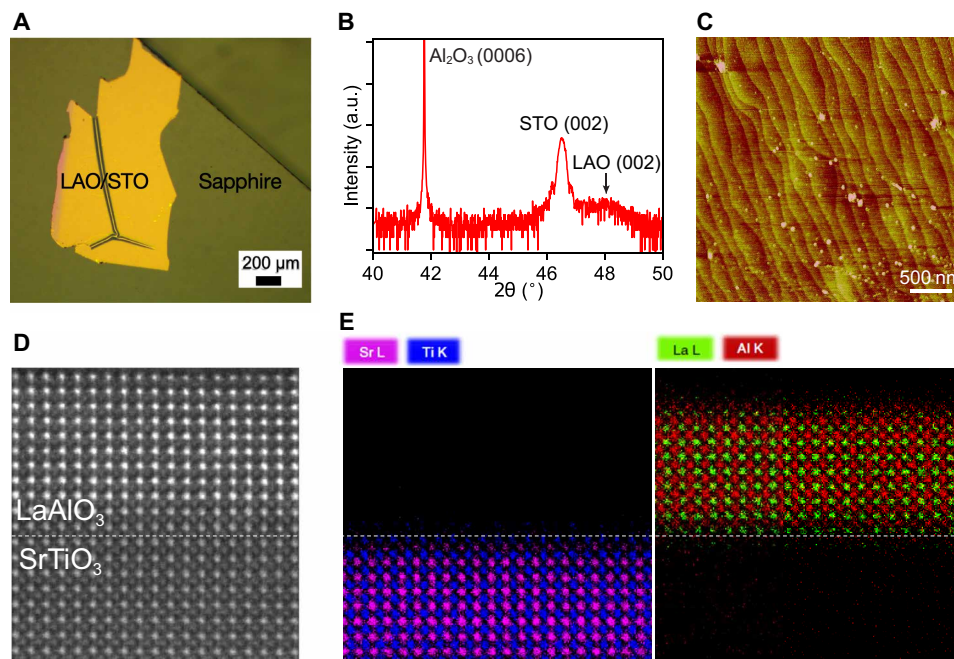 A
LAO/STO
Sapphire
200 µm
B
Al₂O₃ (0006)
STO (002)
LAO (002)
Intensity (a.u.)
40 42 44 46 48 50
2θ (°)
C
500 nm
D
LaAlO₃
SrTiO₃
E
Sr L Ti K
La L Al K